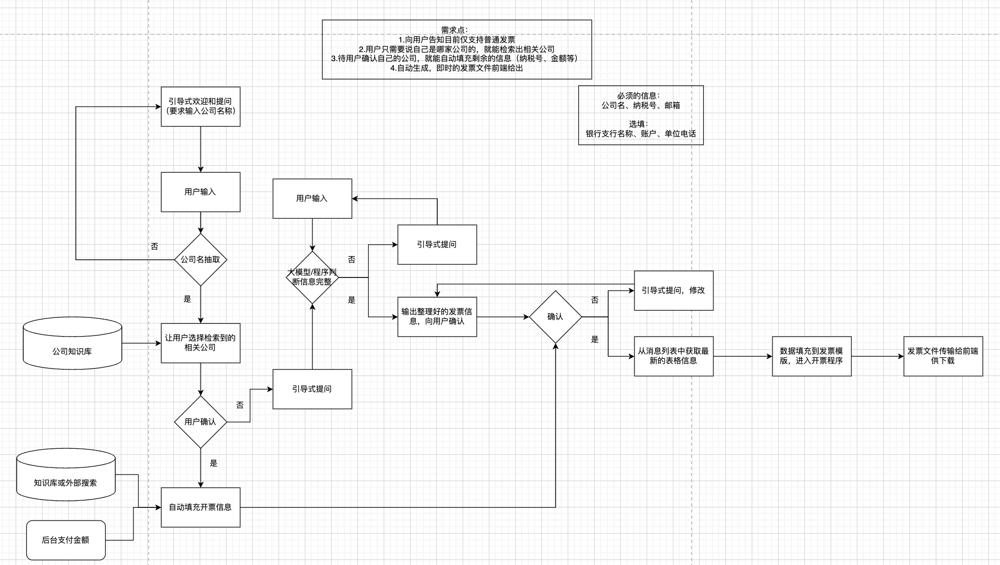 需求点：
1.向用户告知目前仅支持普通发票
2.用户只需要说自己是哪家公司的，就能检索出相关公司
3.待用户确认自己的公司，就能自动填充剩余的信息（纳税号、金额等）
4.自动生成，即时的发票文件前端给出
必须的信息：
公司名、纳税号、邮箱
选填：
银行支行名称、账户、单位电话
引导式欢迎和提问
（要求输入公司名称）
用户输入
否
公司名抽取
是
公司知识库
让用户选择检索到的
相关公司
用户确认
否
是
知识库或外部搜索
自动填充开票信息
后台支付金额
用户输入
引导式提问
大模型/程序判
断信息完整
否
是
引导式提问
输出整理好的发票信
息，向用户确认
确认
否
是
引导式提问，修改
从消息列表中获取最
新的表格信息
数据填充到发票模
版，进入开票程序
发票文件传输给前端
供下载